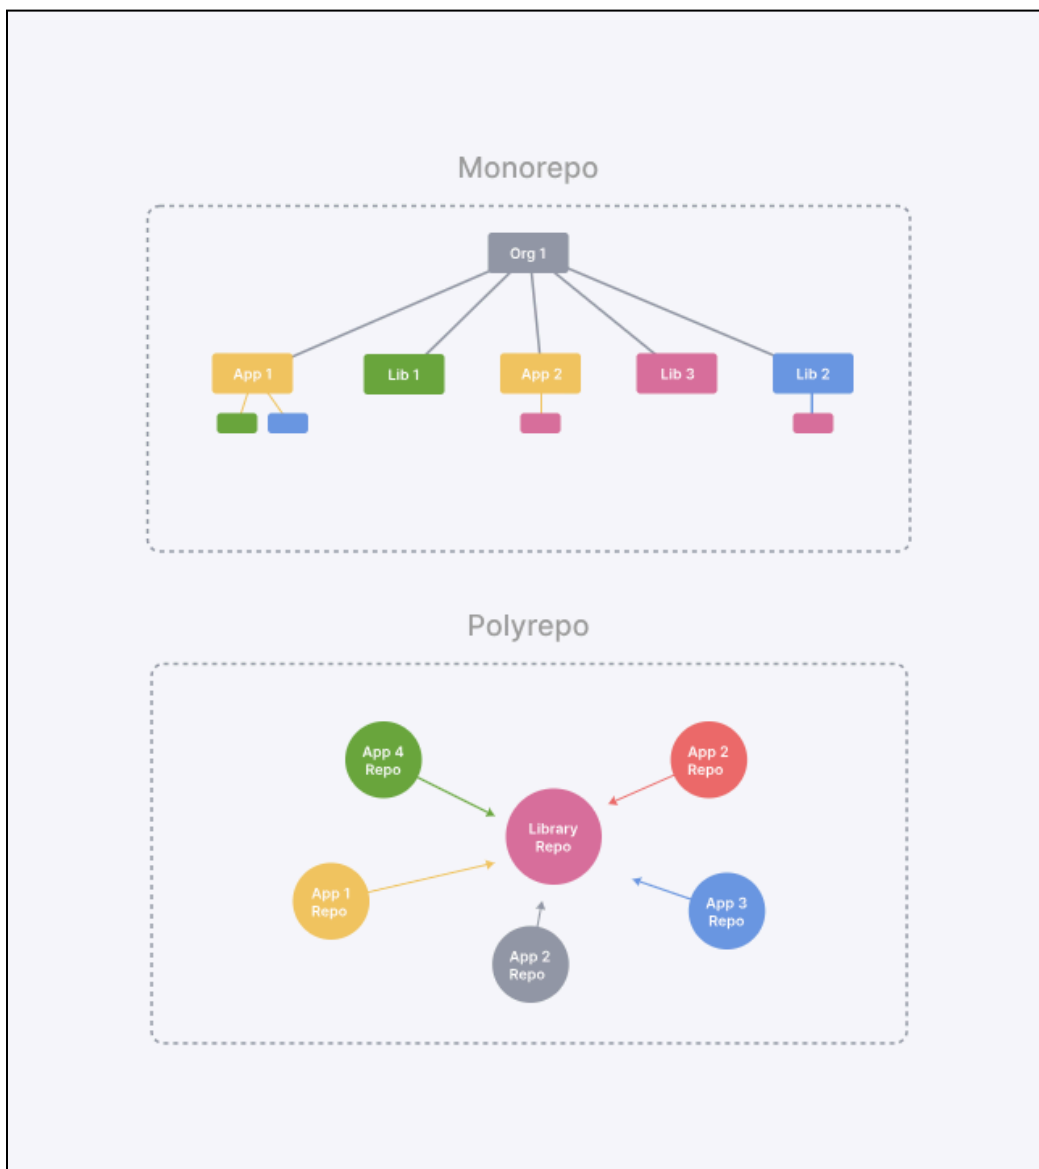 Monorepo
Org 1
App 1
Lib 1
App 2
Lib 3
Lib 2
Polyrepo
App 4
Repo
App 2
Repo
Library
Repo
App 1
Repo
App 3
Repo
App 2
Repo